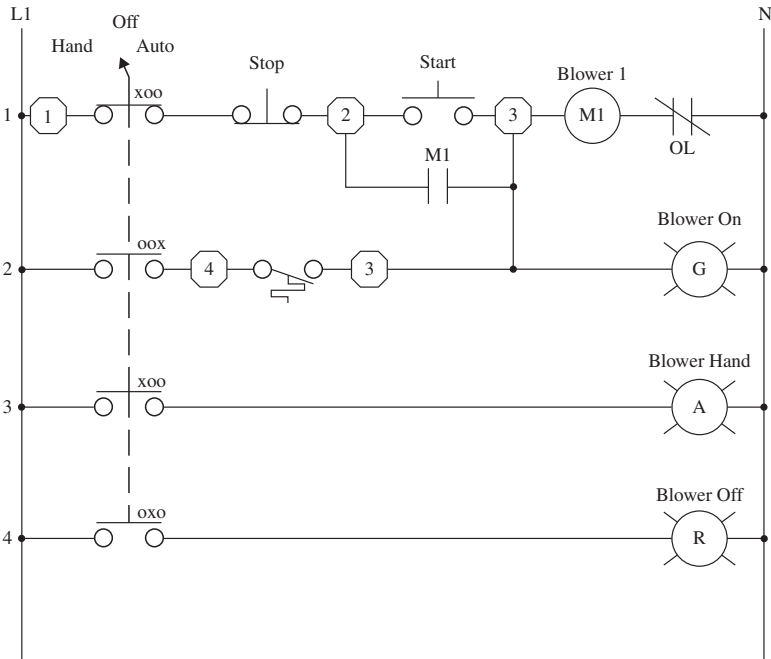 L1
N
Off
Hand
Auto
Stop
Start
Blower 1
xoo
1
1
2
3
M1
OL
M1
Blower On
oox
2
4
3
G
Blower Hand
xoo
3
A
Blower Off
oxo
4
R